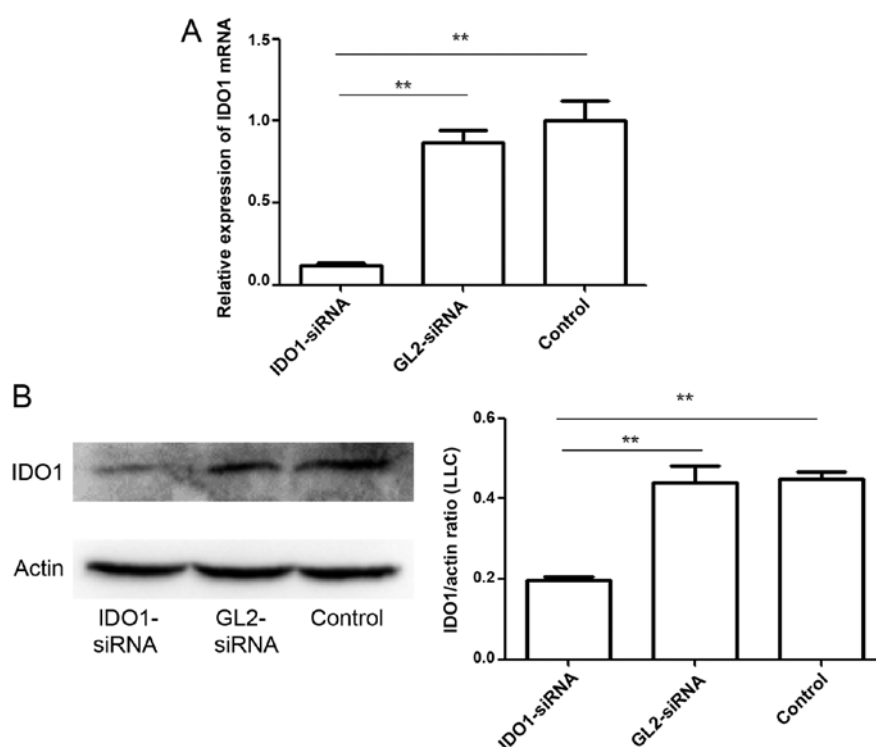 A
Relative expression of IDO1 mRNA
1.5
1.0
0.5
0.0
**
**
IDO1-siRNA
GL2-siRNA
Control
B
IDO1
Actin
IDO1-
siRNA
GL2-
siRNA
Control
IDO1/actin ratio (LLC)
0.6
0.4
0.2
0.0
**
**
IDO1-siRNA
GL2-siRNA
Control